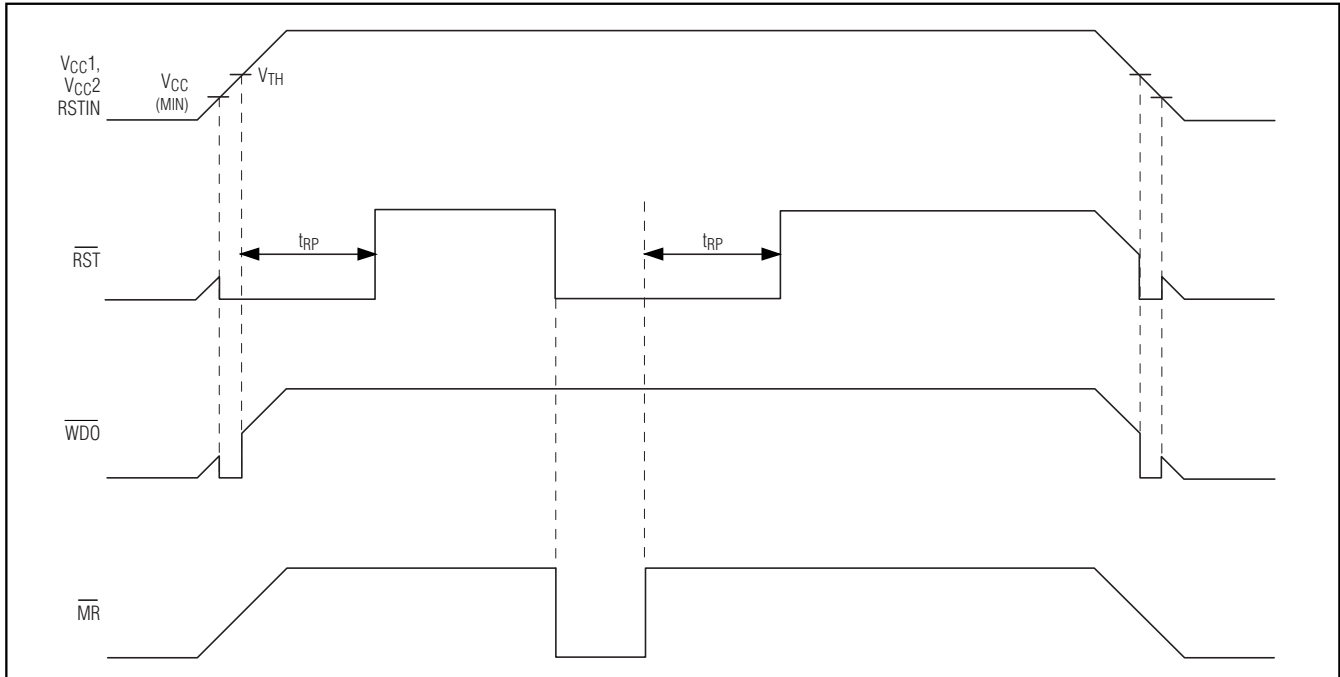 VCC1,
VCC2
RSTIN
VCC
(MIN)
VTH
RST
tRP
tRP
WDO
MR